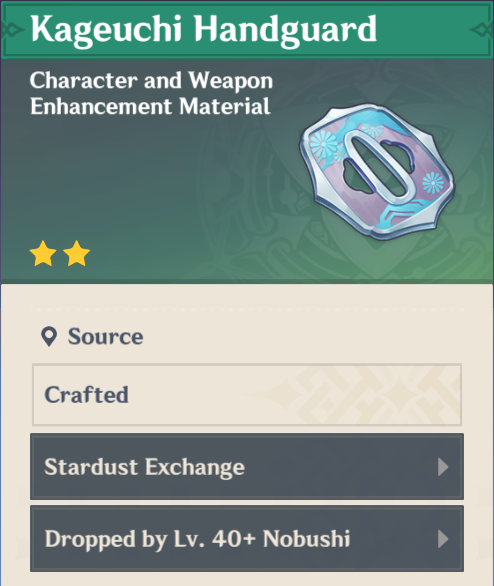 Kageuchi Handguard
Character and Weapon
Enhancement Material
Source
Crafted
Stardust Exchange
Dropped by Lv. 40+ Nobushi